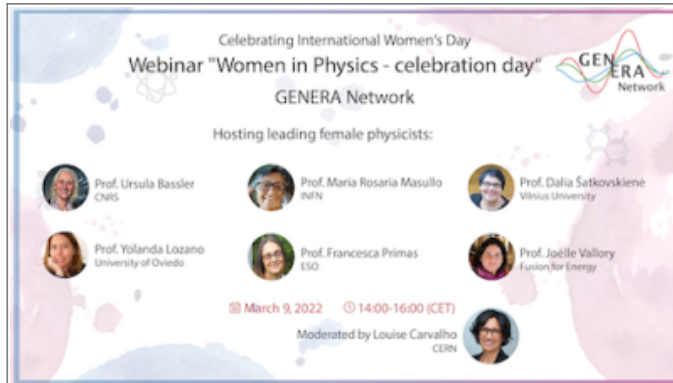 Celebrating International Women's Day
Webinar "Women in Physics - celebration day“
GENERA Network
GEN
ERA
Network
Hosting leading female physicists:
Prof. Ursula Bassler
CNRS
Prof. Maria Rosaria Masullo
INFN
Prof. Dalia Šatkovskienė
Vilnius University
Prof. Yolanda Lozano
University of Oviedo
Prof. Francesca Primas
ESO
Prof. Joëlle Vallory
Fusion for Energy
March 9, 2022 14:00-16:00 (CET)
Moderated by Louise Carvalho
CERN